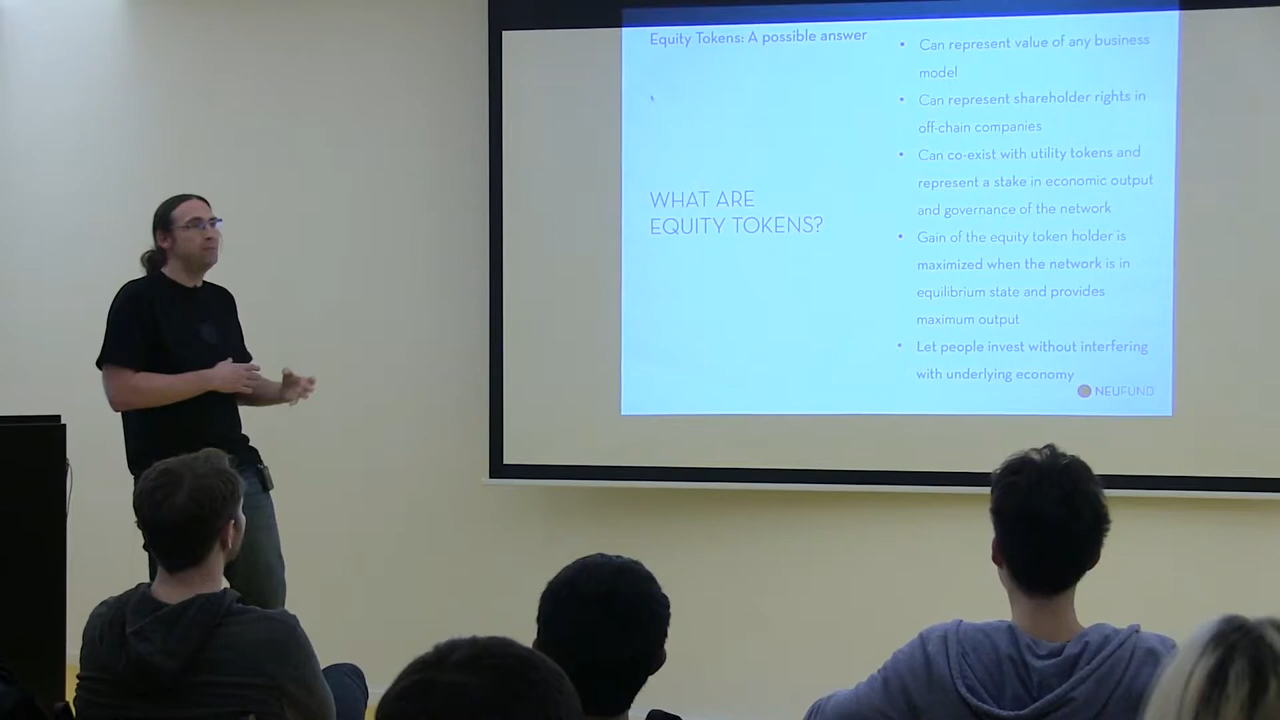 Equity Tokens: A possible answer
WHAT ARE
EQUITY TOKENS?
• Can represent value of any business
model
• Can represent shareholder rights in
off-chain companies
• Can co-exist with utility tokens and
represent a stake in economic output
and governance of the network
• Gain of the equity token holder is
maximized when the network is in
equilibrium state and provides
maximum output
• Let people invest without interfering
with underlying economy
NEUFUND